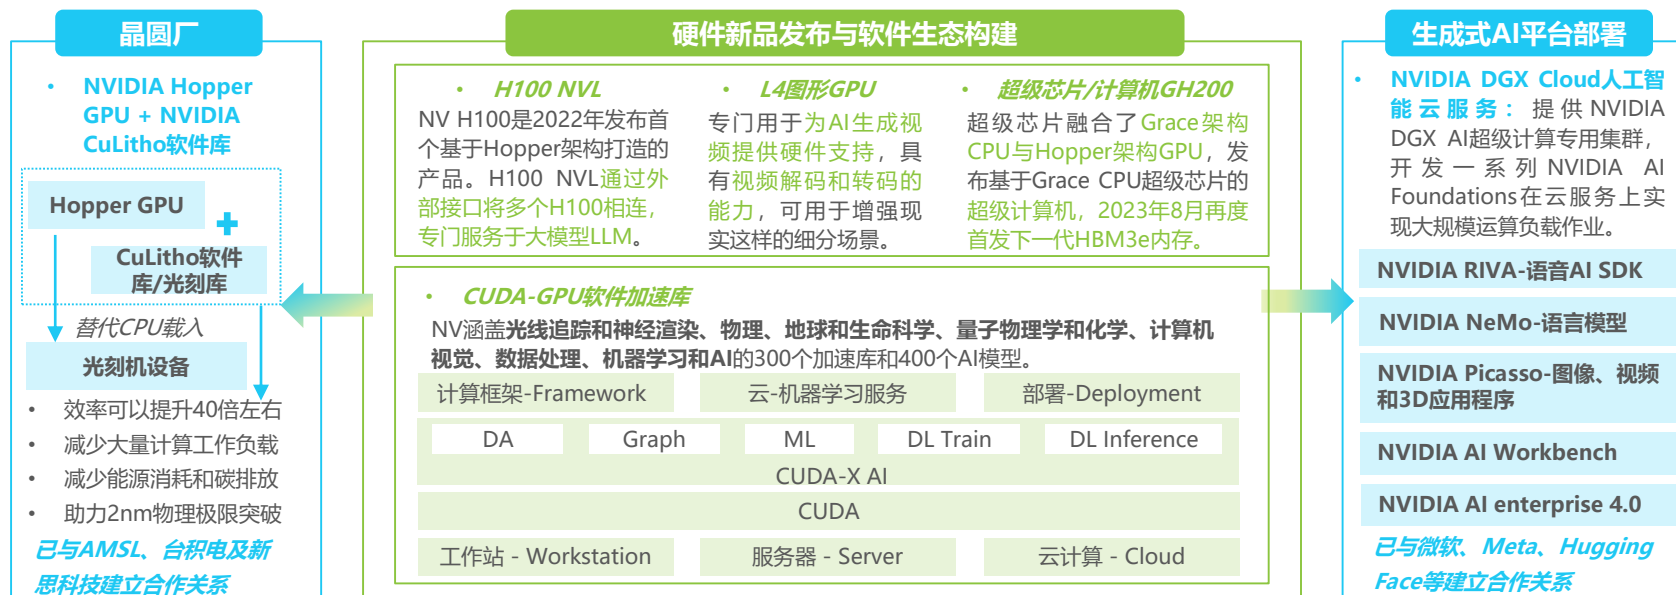 晶圆厂
• NVIDIA Hopper
GPU + NVIDIA
CuLitho软件库
Hopper GPU
CuLitho软件
库/光刻库
替代CPU载入
光刻机设备
• 效率可以提升40倍左右
• 减少大量计算工作负载
• 减少能源消耗和碳排放
• 助力2nm物理极限突破
已与AMSL、台积电及新
思科技建立合作关系
硬件新品发布与软件生态构建
• H100 NVL
NV H100是2022年发布首
个基于Hopper架构打造的
产品。H100 NVL通过外
部接口将多个H100相连，
专门服务于大模型LLM。
• L4图形GPU
专门用于为AI生成视
频提供硬件支持，具
有视频解码和转码的
能力，可用于增强现
实这样的细分场景。
• 超级芯片/计算机GH200
超级芯片融合了Grace架构
CPU与Hopper架构GPU，发
布基于Grace CPU超级芯片的
超级计算机，2023年8月再度
首发下一代HBM3e内存。
• CUDA-GPU软件加速库
NV涵盖光线追踪和神经渲染、物理、地球和生命科学、量子物理学和化学、计算机
视觉、数据处理、机器学习和AI的300个加速库和400个AI模型。
计算框架-Framework
云-机器学习服务
部署-Deployment
DA
Graph
ML
DL Train
DL Inference
CUDA-X AI
CUDA
工作站 - Workstation
服务器 - Server
云计算 - Cloud
生成式AI平台部署
• NVIDIA DGX Cloud人工智
能云服务：提供NVIDIA
DGX AI超级计算专用集群，
开发一系列NVIDIA AI
Foundations在云服务上实
现大规模运算负载作业。
NVIDIA RIVA-语音AI SDK
NVIDIA NeMo-语言模型
NVIDIA Picasso-图像、视频
和3D应用程序
NVIDIA AI Workbench
NVIDIA AI enterprise 4.0
已与微软、Meta、Hugging
Face等建立合作关系